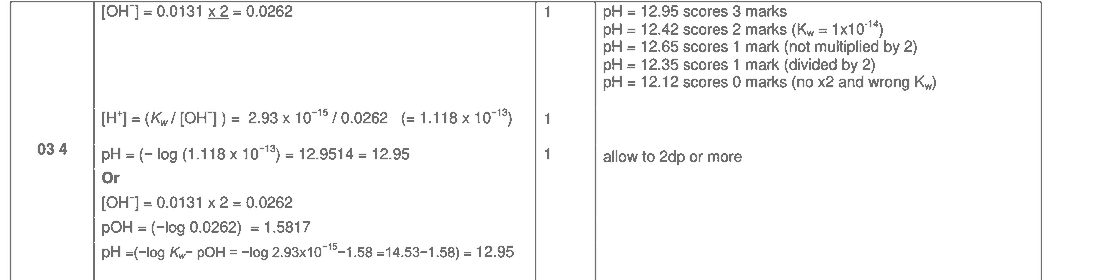 [OH⁻] = 0.0131 x 2 = 0.0262
1
pH = 12.95 scores 3 marks
pH = 12.42 scores 2 marks (Kw = 1x10⁻¹⁴)
pH = 12.65 scores 1 mark (not multiplied by 2)
pH = 12.35 scores 1 mark (divided by 2)
pH = 12.12 scores 0 marks (no x2 and wrong Kw)
[H⁺] = (Kw / [OH⁻] ) = 2.93 x 10⁻¹⁵ / 0.0262 (= 1.118 x 10⁻¹³)
1
03 4
pH = (− log (1.118 x 10⁻¹³) = 12.9514 = 12.95
1
allow to 2dp or more
Or
[OH⁻] = 0.0131 x 2 = 0.0262
pOH = (−log 0.0262) = 1.5817
pH =(−log Kw− pOH = −log 2.93x10⁻¹⁵−1.58 =14.53−1.58) = 12.95